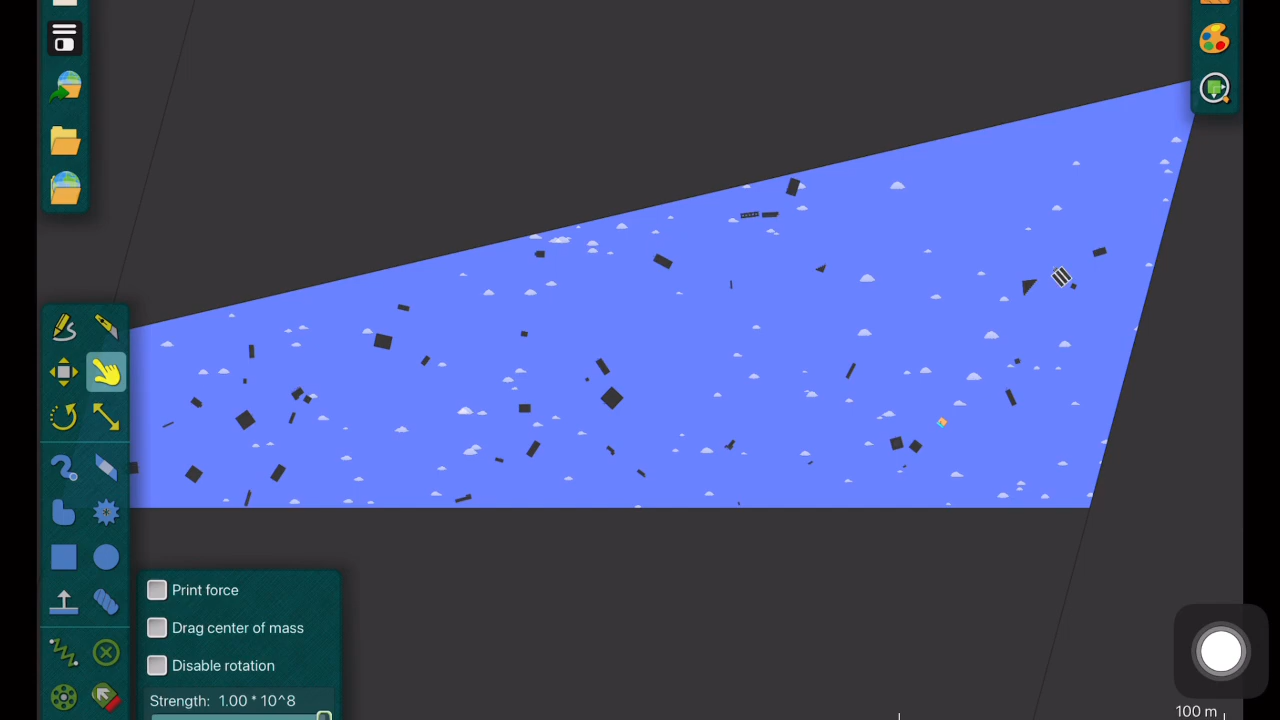 Print force
Drag center of mass
Disable rotation
Strength: 1.00 * 10^8
100 m